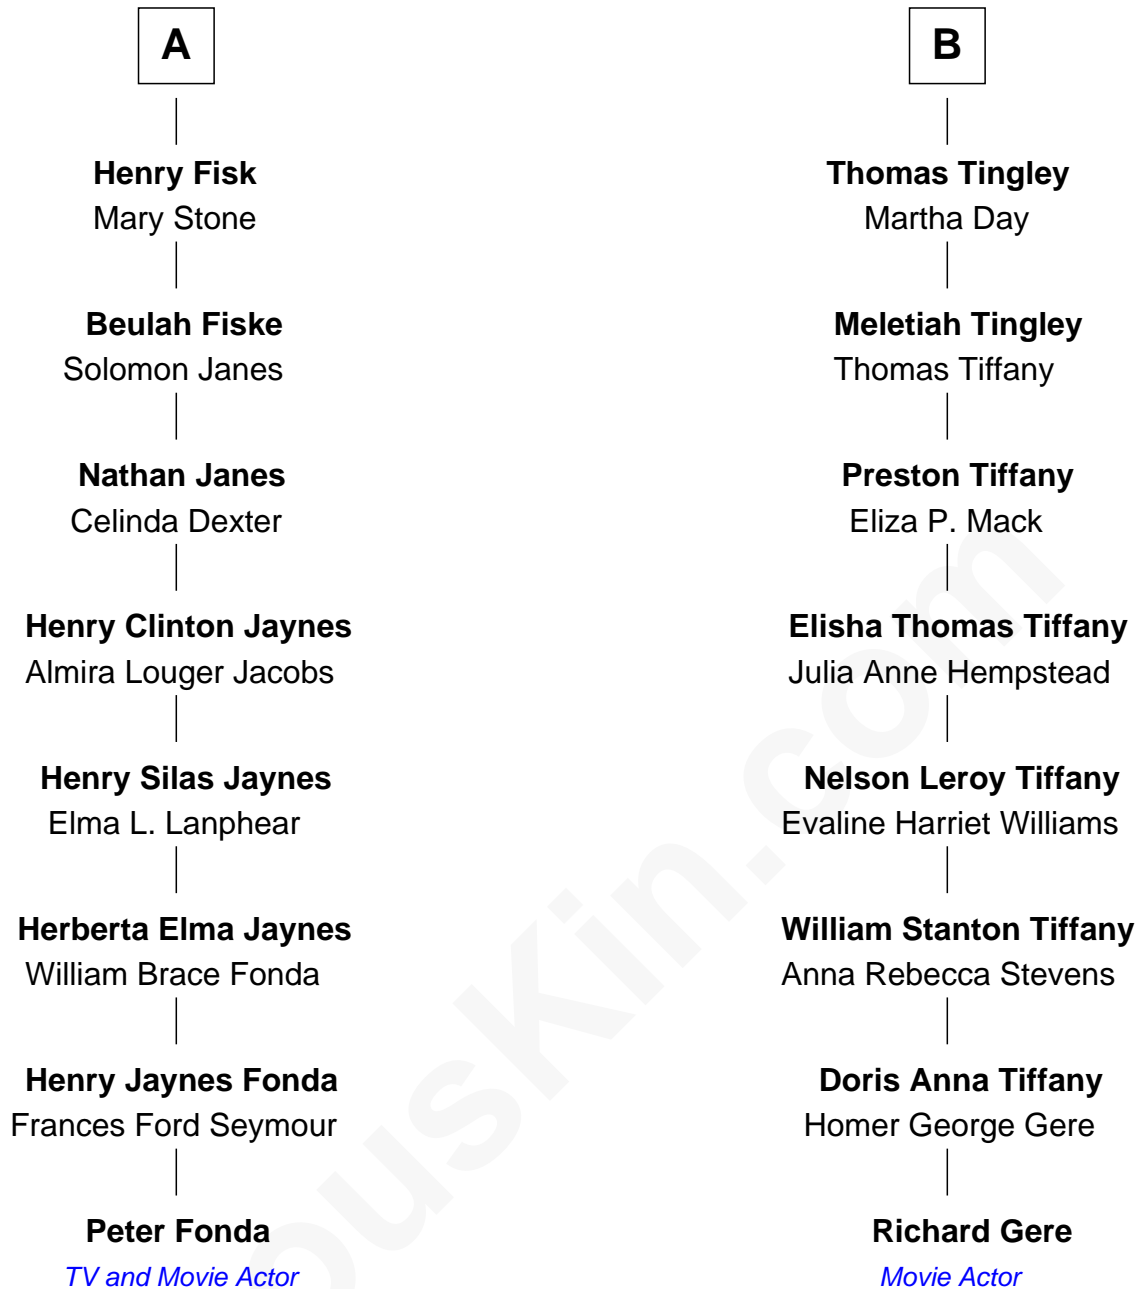 A
Henry Fisk
Mary Stone
Beulah Fiske
Solomon Janes
Nathan Janes
Celinda Dexter
Henry Clinton Jaynes
Almira Louger Jacobs
Henry Silas Jaynes
Elma L. Lanphear
Herberta Elma Jaynes
William Brace Fonda
Henry Jaynes Fonda
Frances Ford Seymour
Peter Fonda
TV and Movie Actor
B
Thomas Tingley
Martha Day
Meletiah Tingley
Thomas Tiffany
Preston Tiffany
Eliza P. Mack
Elisha Thomas Tiffany
Julia Anne Hempstead
Nelson Leroy Tiffany
Evaline Harriet Williams
William Stanton Tiffany
Anna Rebecca Stevens
Doris Anna Tiffany
Homer George Gere
Richard Gere
Movie Actor
ousKin.com